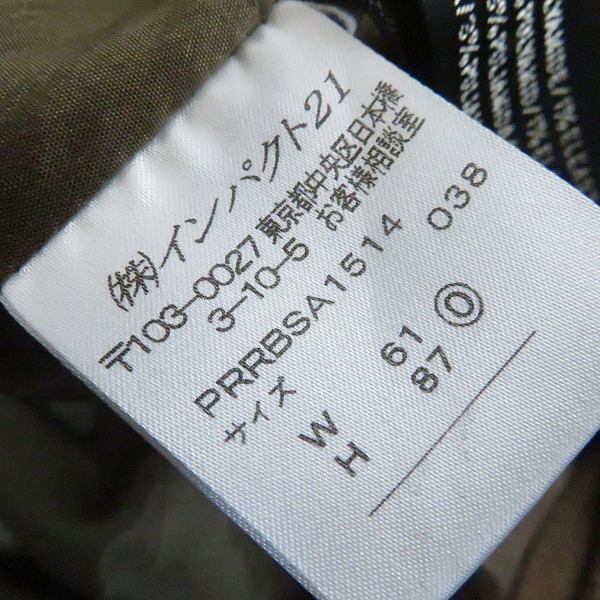 (株)インパクト21
〒103-0027 東京都中央区日本橋
3-10-5 お客様相談室
PRRBSA1514 038
サイズ 0
W 61
H 87